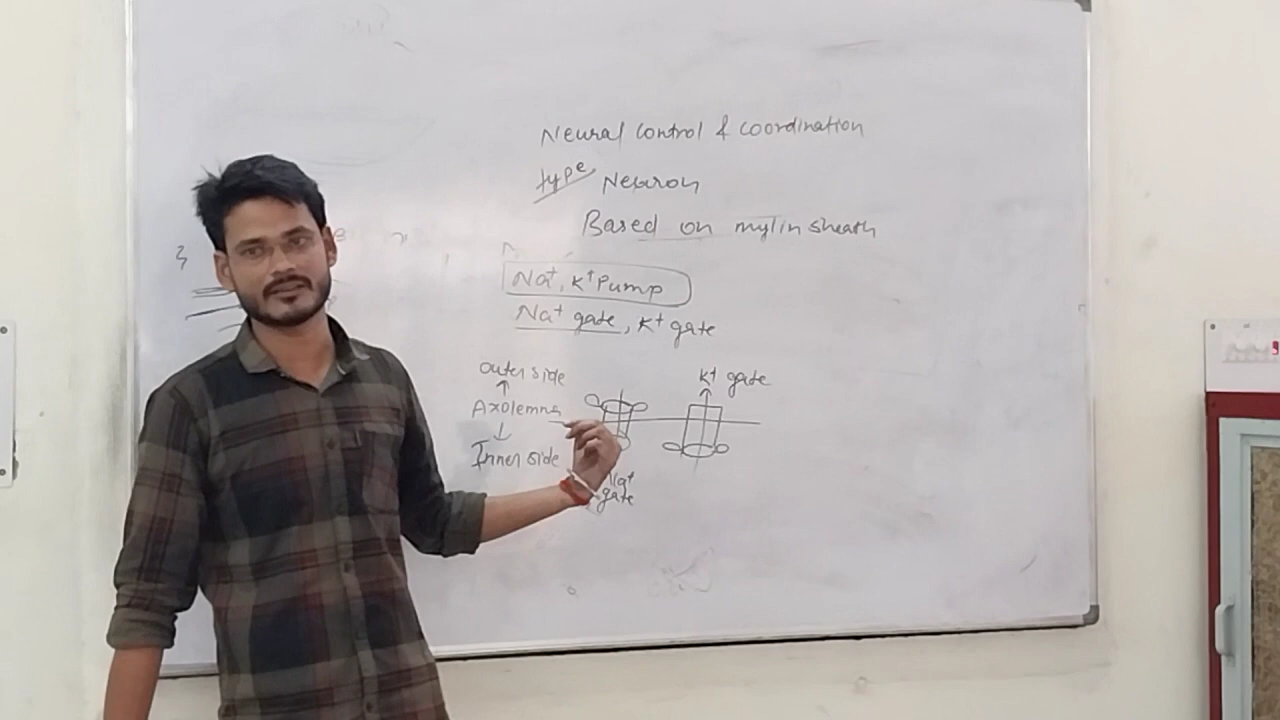 Neural control & coordination
type Neuron
Based on mylin sheath
Na+, K+ Pump
Na+ gate, K+ gate
outer side
Axolemma
Inner side
K+ gate
Na+
gate